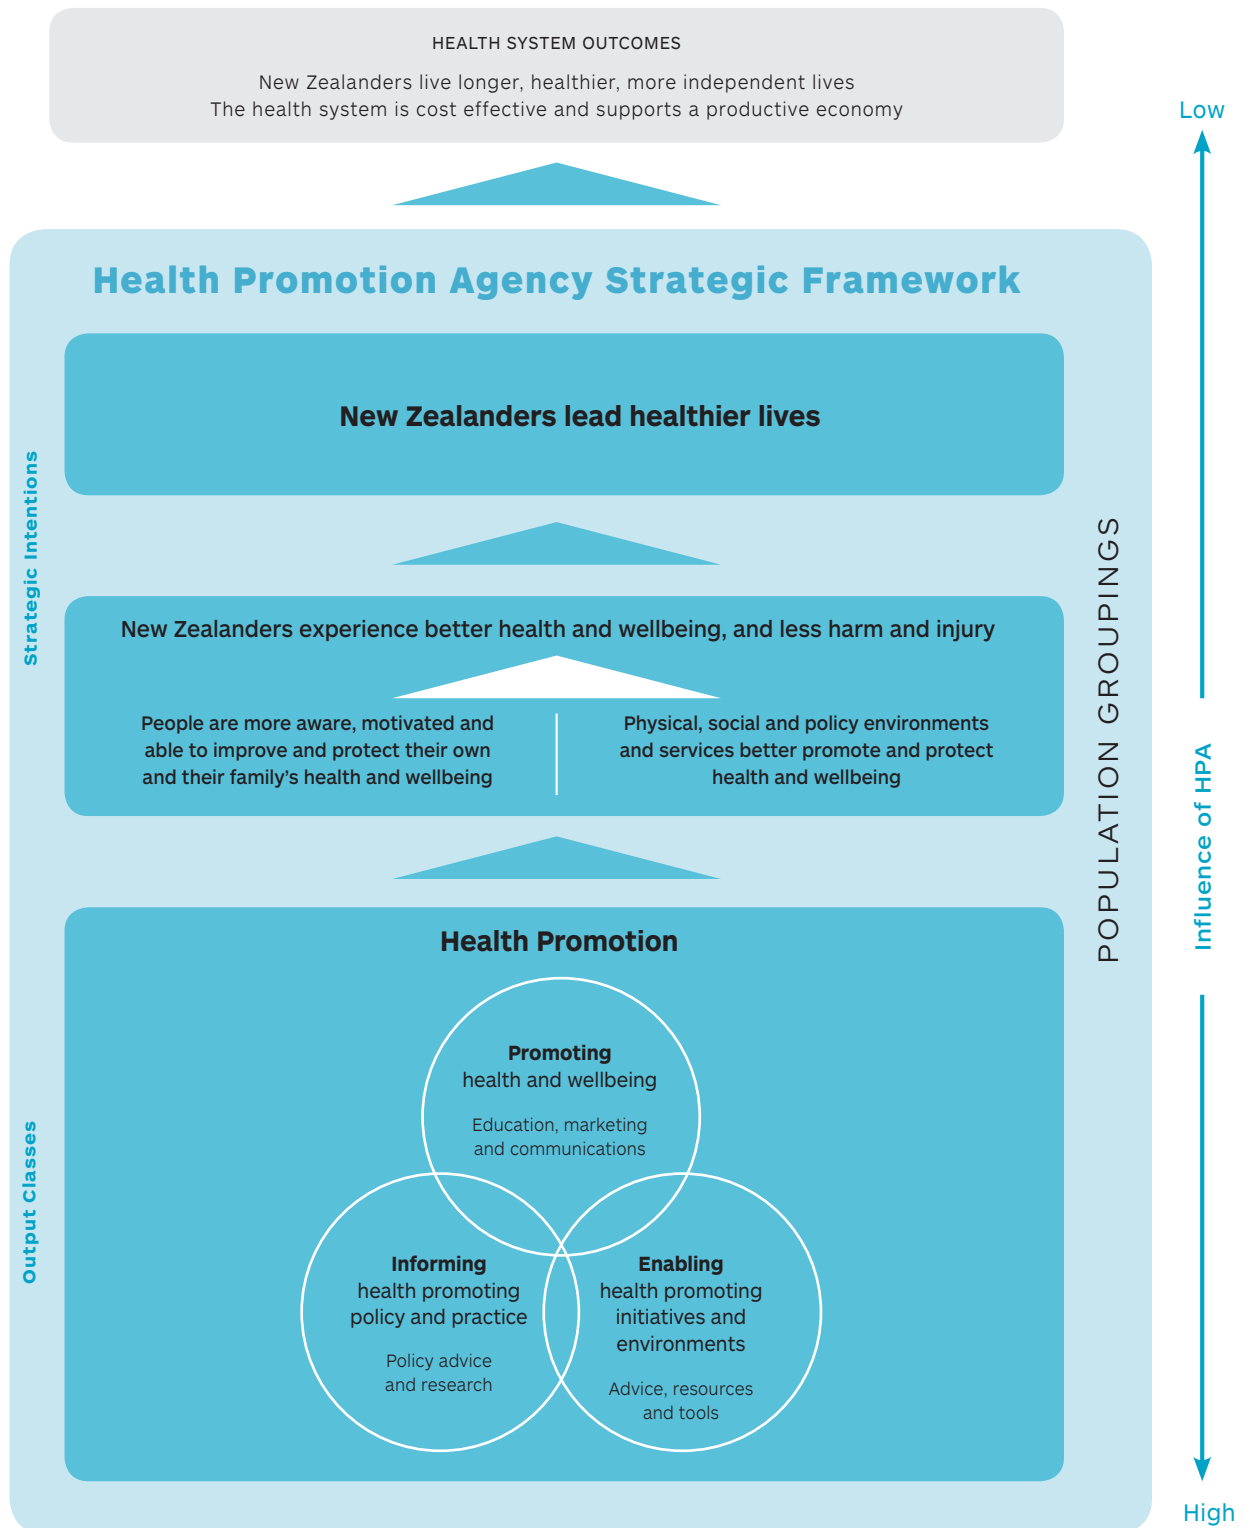 HEALTH SYSTEM OUTCOMES
New Zealanders live longer, healthier, more independent lives
The health system is cost effective and supports a productive economy
Low
Health Promotion Agency Strategic Framework
New Zealanders lead healthier lives
Strategic Intentions
New Zealanders experience better health and wellbeing, and less harm and injury
People are more aware, motivated and
able to improve and protect their own
and their family’s health and wellbeing
Physical, social and policy environments
and services better promote and protect
health and wellbeing
POPULATION GROUPINGS
Influence of HPA
Output Classes
Health Promotion
Promoting
health and wellbeing
Education, marketing
and communications
Informing
health promoting
policy and practice
Policy advice
and research
Enabling
health promoting
initiatives and
environments
Advice, resources
and tools
High